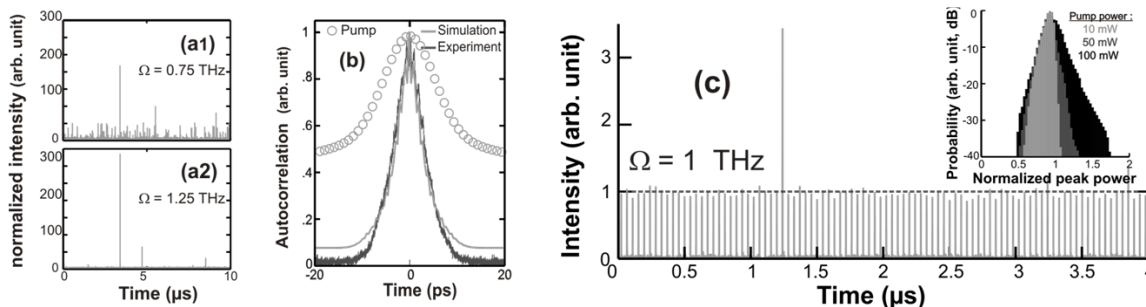 300
200
100
0
(a1)
Ω = 0.75 THz
300
200
100
0
(a2)
Ω = 1.25 THz
0
5
10
Time (µs)
normalized intensity (arb. unit)
Autocorrelation (arb. unit)
1
.8
.6
.4
.2
0
Pump
Simulation
Experiment
(b)
-20
0
20
Time (ps)
Intensity (arb. unit)
3
2
1
0
(c)
Ω = 1 THz
0
0.5
1
1.5
2
2.5
3
3.5
4
Time (µs)
Probability (arb. unit, dB)
0
-10
-20
-30
-40
Pump power :
10 mW
50 mW
100 mW
0
0.5
1
1.5
2
Normalized peak power